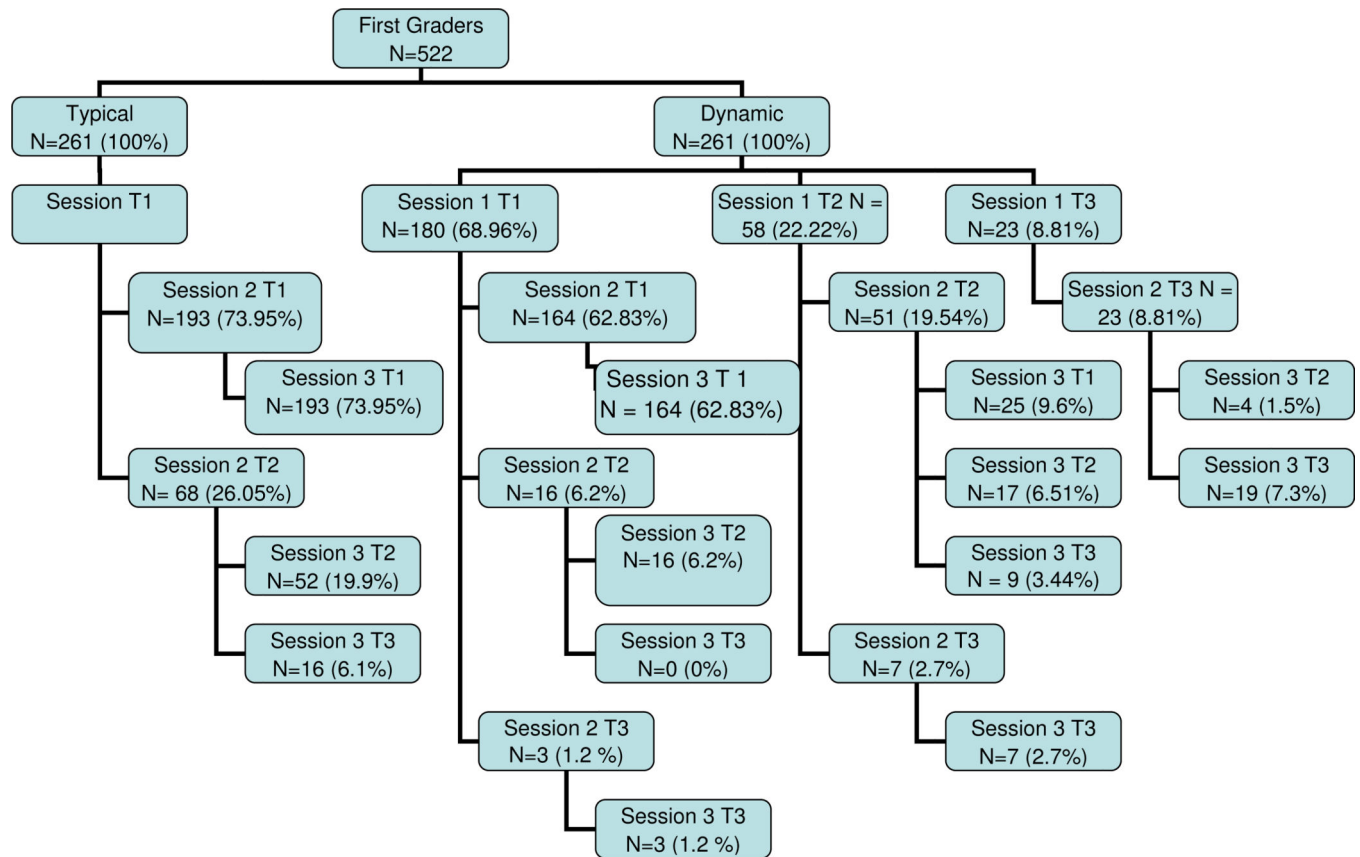 First Graders
N=522
Typical
N=261 (100%)
Dynamic
N=261 (100%)
Session T1
Session 1 T1
N=180 (68.96%)
Session 1 T2 N =
58 (22.22%)
Session 1 T3
N=23 (8.81%)
Session 2 T1
N=193 (73.95%)
Session 2 T1
N=164 (62.83%)
Session 2 T2
N=51 (19.54%)
Session 2 T3 N =
23 (8.81%)
Session 3 T1
N=193 (73.95%)
Session 3 T 1
N = 164 (62.83%)
Session 3 T1
N=25 (9.6%)
Session 3 T2
N=4 (1.5%)
Session 2 T2
N= 68 (26.05%)
Session 2 T2
N=16 (6.2%)
Session 3 T2
N=17 (6.51%)
Session 3 T3
N=19 (7.3%)
Session 3 T2
N=52 (19.9%)
Session 3 T2
N=16 (6.2%)
Session 3 T3
N = 9 (3.44%)
Session 3 T3
N=16 (6.1%)
Session 3 T3
N=0 (0%)
Session 2 T3
N=7 (2.7%)
Session 2 T3
N=3 (1.2 %)
Session 3 T3
N=7 (2.7%)
Session 3 T3
N=3 (1.2 %)